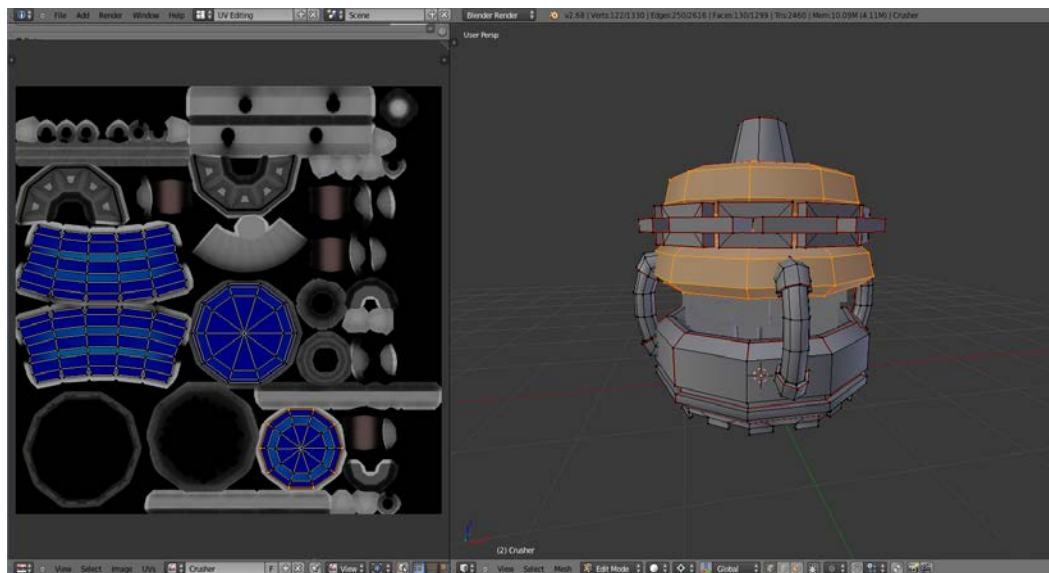 File Add Render Window Help UV Editing Scene Blender Render v2.68 | Verts:122/1330 | Edges:250/2616 | Faces:130/1299 | Tris:2460 | Mem:10.09M (4.11M) | Crusher
User Persp
(2) Crusher
View Select Image UVs Crusher F View View Select Mesh Edit Mode Global